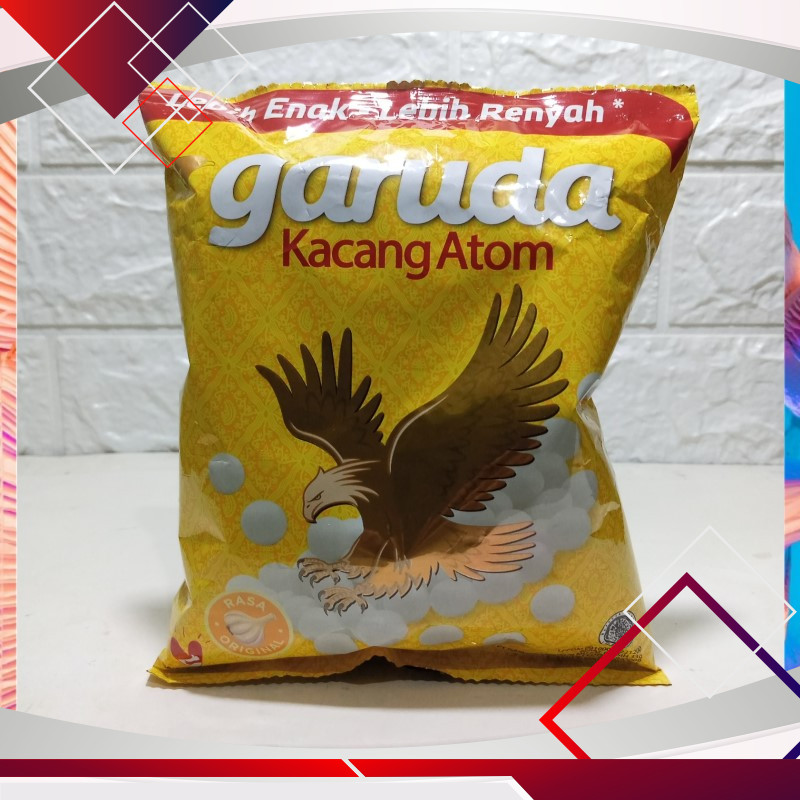 Lebih Enak Lebih Renyah*
garuda
Kacang Atom
RASA
ORIGINAL